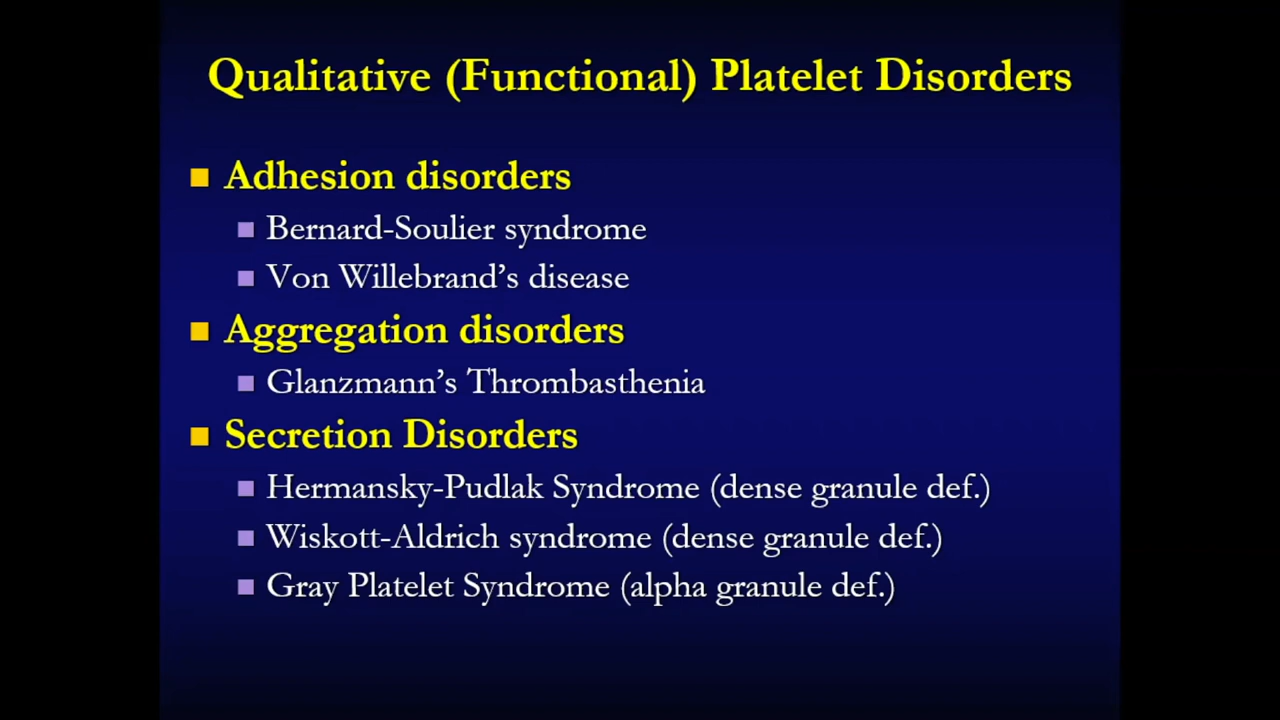 Qualitative (Functional) Platelet Disorders
Adhesion disorders
Bernard-Soulier syndrome
Von Willebrand’s disease
Aggregation disorders
Glanzmann’s Thrombasthenia
Secretion Disorders
Hermansky-Pudlak Syndrome (dense granule def.)
Wiskott-Aldrich syndrome (dense granule def.)
Gray Platelet Syndrome (alpha granule def.)